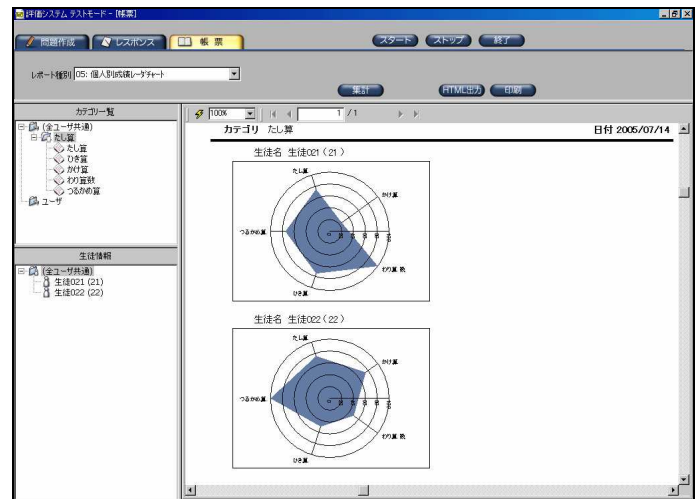 評価システム テストモード - [帳票]
問題作成 レスポンス 帳 票 スタート ストップ 終了
レポート種別 05: 個人別成績レーダチャート
集計 HTML出力 印刷
カテゴリ一覧
(全ユーザ共通)
たし算
たし算
ひき算
かけ算
わり算数
つるかめ算
ユーザ
生徒情報
(全ユーザ共通)
生徒021 (21)
生徒022 (22)
100% 1 /1
カテゴリ たし算 日付 2005/07/14
生徒名 生徒021 (21)
たし算
かけ算
つるかめ算
わり算 数
ひき算
生徒名 生徒022 (22)
たし算
かけ算
つるかめ算
わり算 数
ひき算